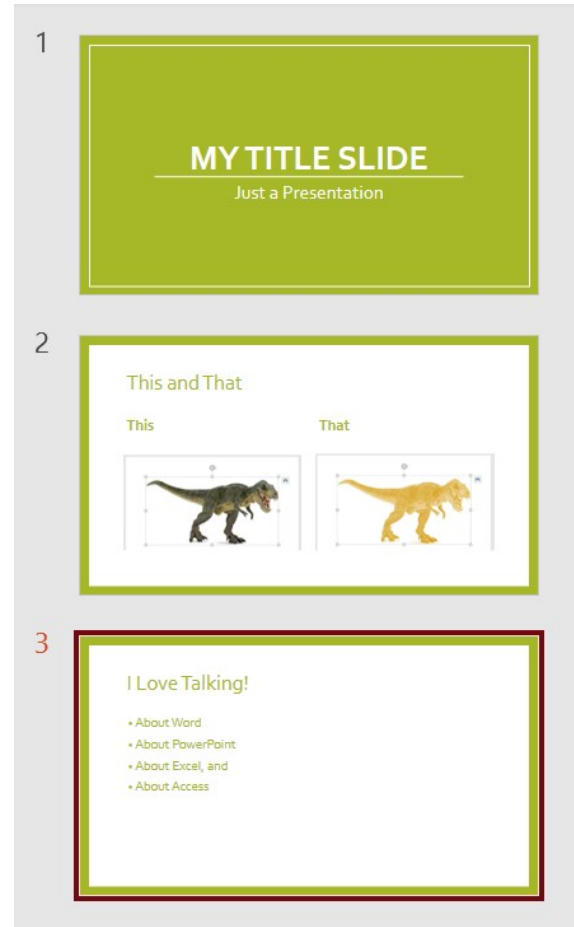 1
MY TITLE SLIDE
Just a Presentation
2
This and That
This That
3
I Love Talking!
• About Word
• About PowerPoint
• About Excel, and
• About Access